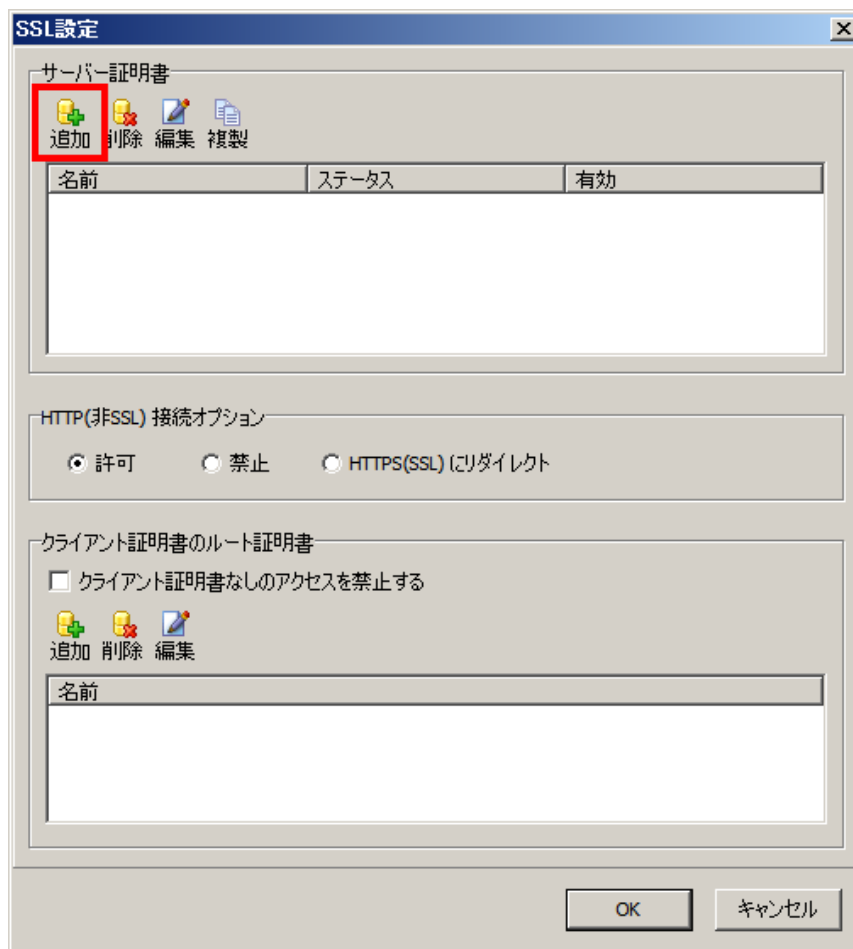 SSL設定
サーバー証明書
追加 削除 編集 複製
名前 ステータス 有効
HTTP(非SSL) 接続オプション
許可 禁止 HTTPS(SSL) にリダイレクト
クライアント証明書のルート証明書
クライアント証明書なしのアクセスを禁止する
追加 削除 編集
名前
OK キャンセル